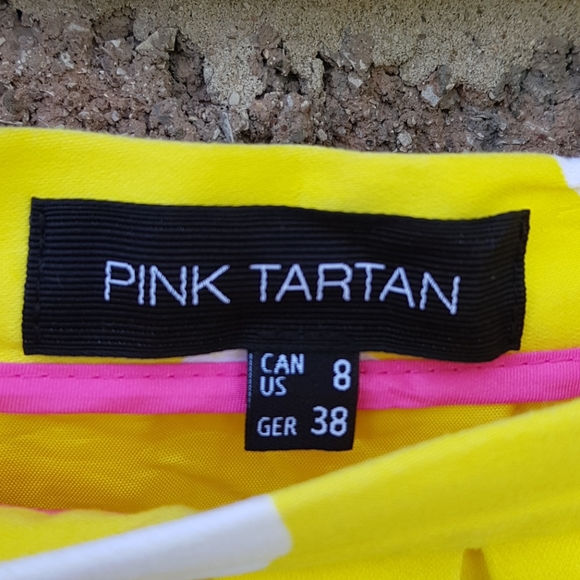 PINK TARTAN
CAN
US 8
GER 38